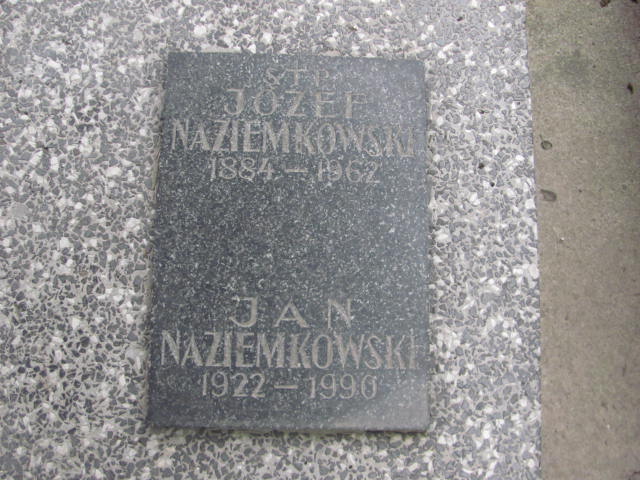 Ś†P
JÓZEF
NAZIEMKOWSKI
1884 - 1962
JAN
NAZIEMKOWSKI
1922 - 1990